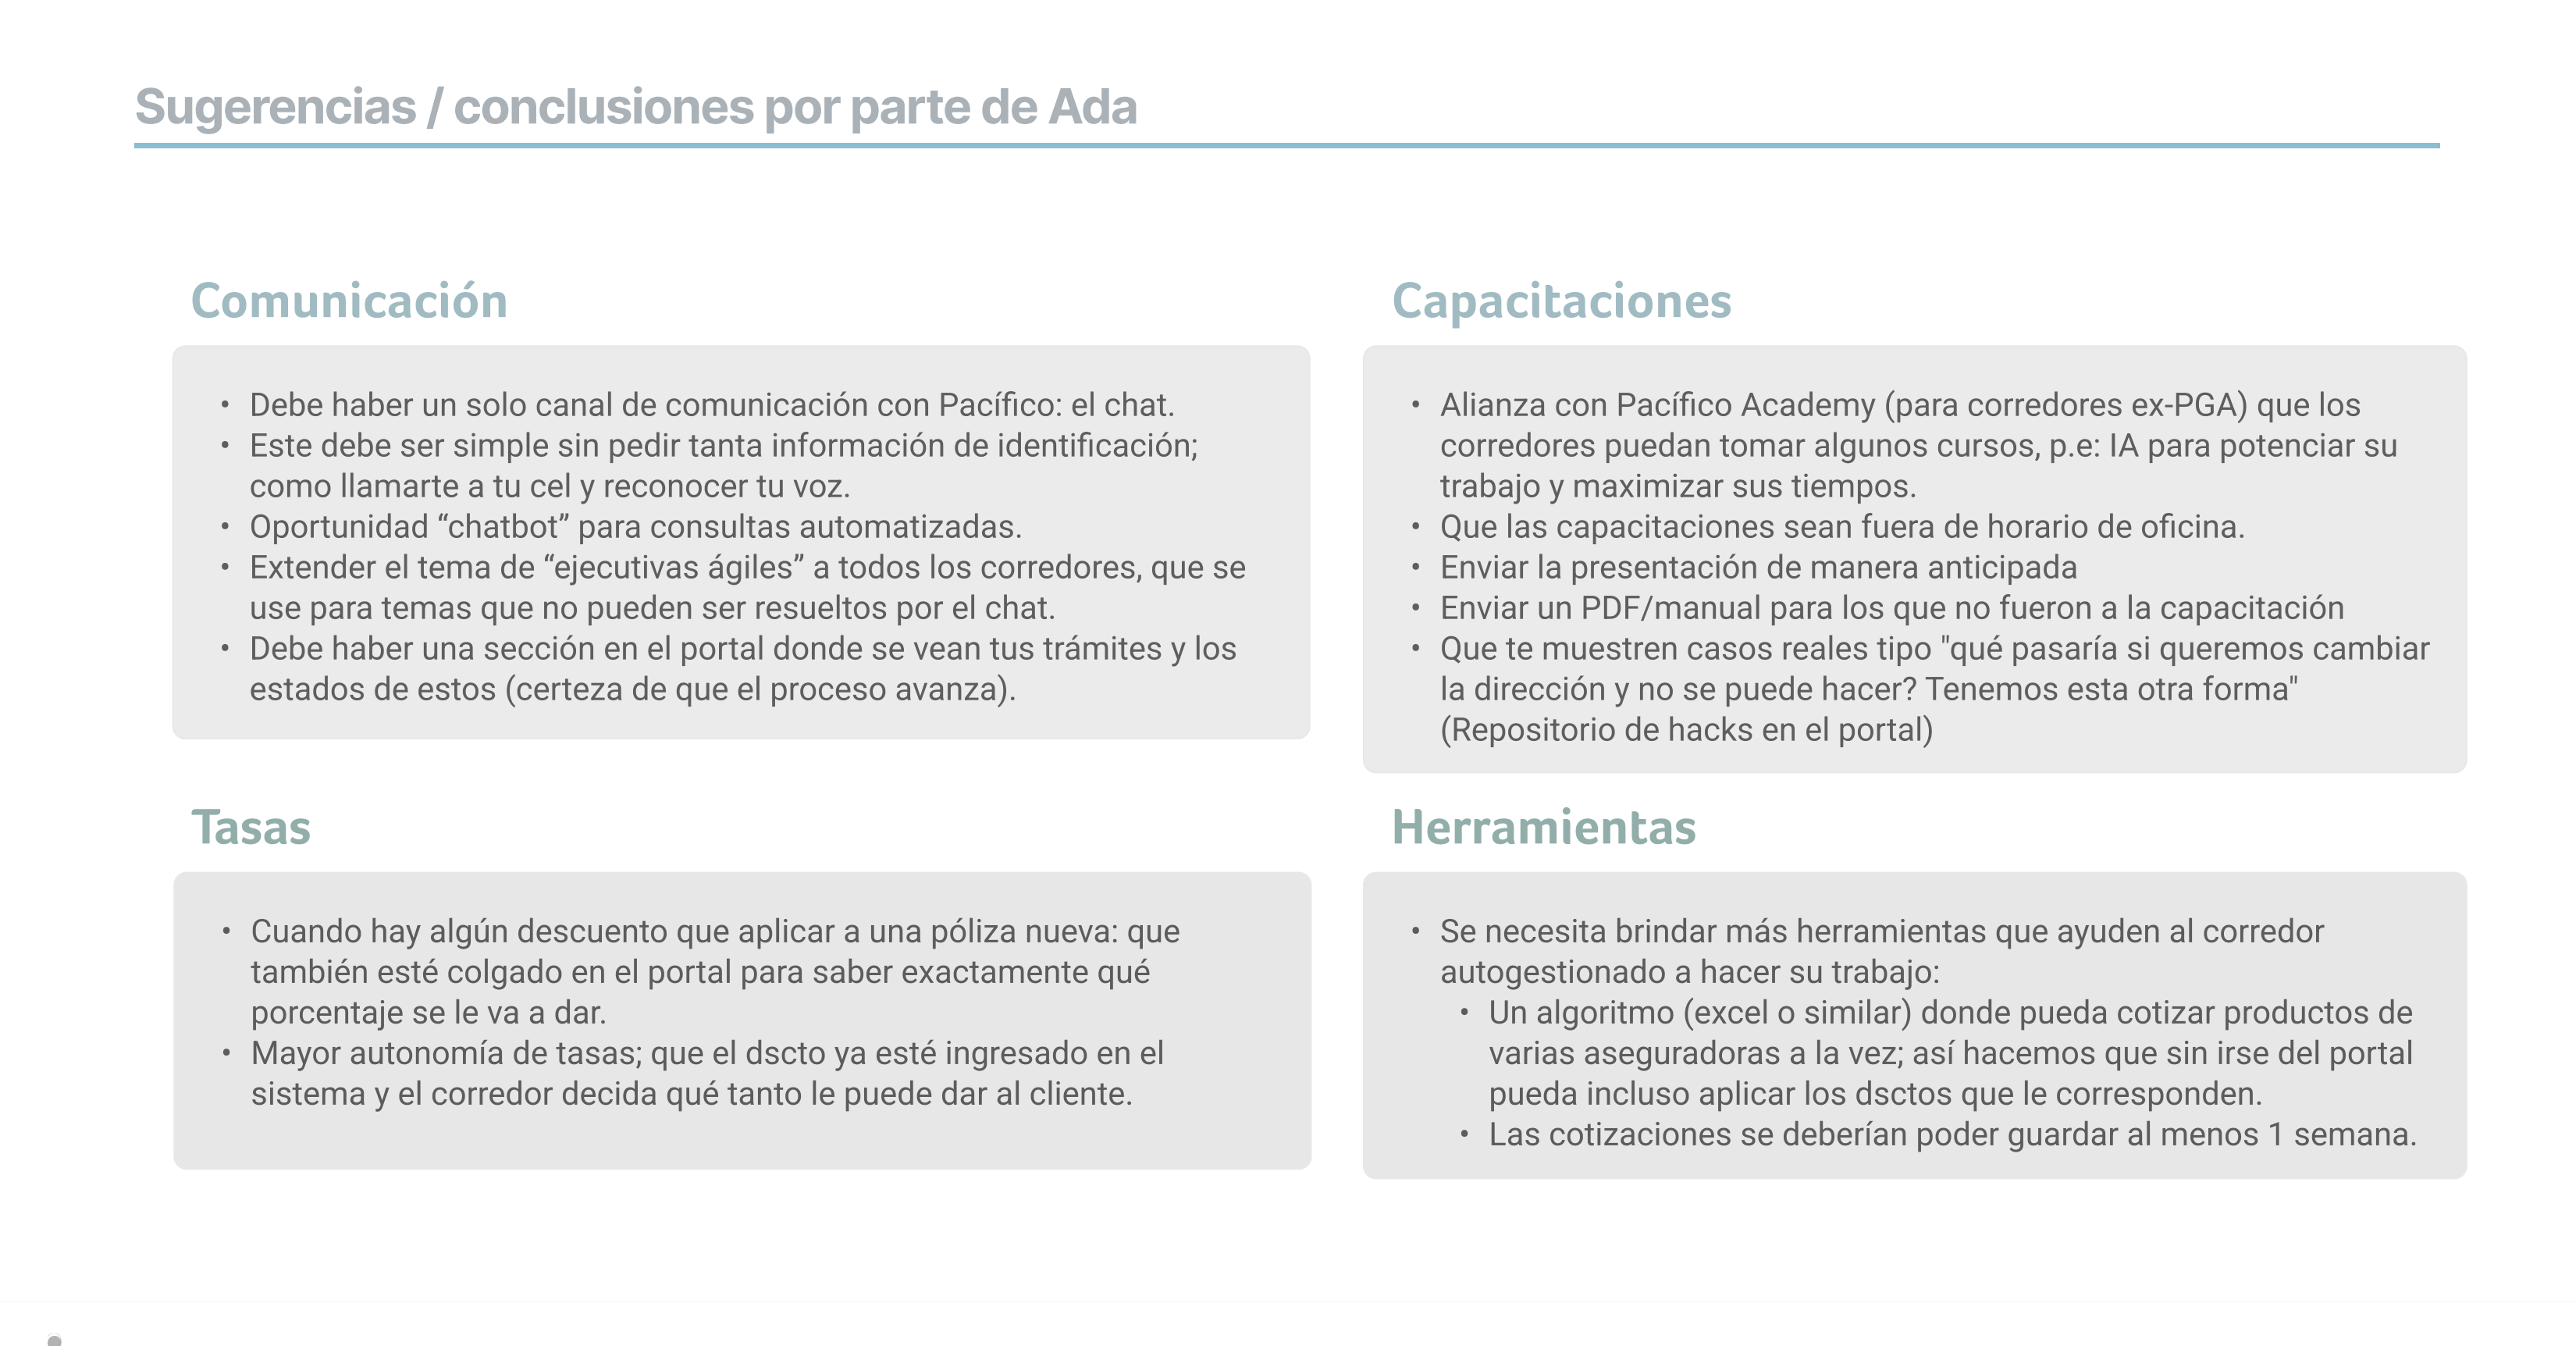 Sugerencias / conclusiones por parte de Ada
Comunicación
• Debe haber un solo canal de comunicación con Pacífico: el chat.
• Este debe ser simple sin pedir tanta información de identificación;
como llamarte a tu cel y reconocer tu voz.
• Oportunidad “chatbot” para consultas automatizadas.
• Extender el tema de “ejecutivas ágiles” a todos los corredores, que se
use para temas que no pueden ser resueltos por el chat.
• Debe haber una sección en el portal donde se vean tus trámites y los
estados de estos (certeza de que el proceso avanza).
Capacitaciones
• Alianza con Pacífico Academy (para corredores ex-PGA) que los
corredores puedan tomar algunos cursos, p.e: IA para potenciar su
trabajo y maximizar sus tiempos.
• Que las capacitaciones sean fuera de horario de oficina.
• Enviar la presentación de manera anticipada
• Enviar un PDF/manual para los que no fueron a la capacitación
• Que te muestren casos reales tipo "qué pasaría si queremos cambiar
la dirección y no se puede hacer? Tenemos esta otra forma"
(Repositorio de hacks en el portal)
Tasas
• Cuando hay algún descuento que aplicar a una póliza nueva: que
también esté colgado en el portal para saber exactamente qué
porcentaje se le va a dar.
• Mayor autonomía de tasas; que el dscto ya esté ingresado en el
sistema y el corredor decida qué tanto le puede dar al cliente.
Herramientas
• Se necesita brindar más herramientas que ayuden al corredor
autogestionado a hacer su trabajo:
• Un algoritmo (excel o similar) donde pueda cotizar productos de
varias aseguradoras a la vez; así hacemos que sin irse del portal
pueda incluso aplicar los dsctos que le corresponden.
• Las cotizaciones se deberían poder guardar al menos 1 semana.